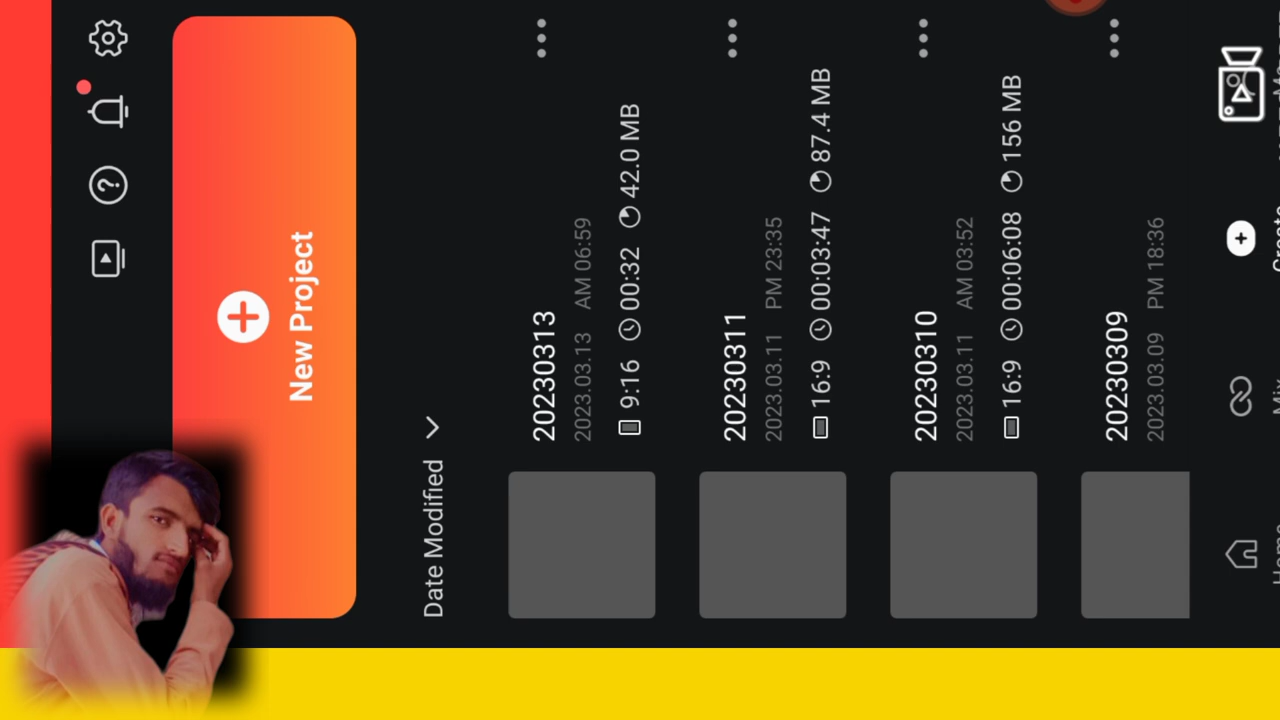 New Project
Date Modified
20230313
2023.03.13 AM 06:59
9:16 00:32 42.0 MB
20230311
2023.03.11 PM 23:35
16:9 00:03:47 87.4 MB
20230310
2023.03.11 AM 03:52
16:9 00:06:08 156 MB
20230309
2023.03.09 PM 18:36